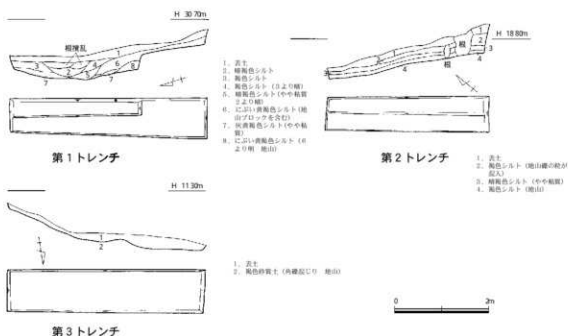 H 30.70m
根撹乱
1
3
2
5
4
6
8
7
7
1. 表土
2. 暗褐色シルト
3. 褐色シルト
4. 褐色シルト（3より暗）
5. 暗褐色シルト（やや粘質
2より暗）
6. にぶい黄褐色シルト（地
山ブロックを含む）
7. 灰黄褐色シルト（やや粘
質）
8. にぶい黄褐色シルト（6
より明 地山）
第1トレンチ
H 18.80m
根
根
1
2
3
4
4
第2トレンチ
1. 表土
2. 褐色シルト（地山礫の粒が
混入）
3. 暗褐色シルト（やや粘質）
4. 褐色シルト（地山）
H 11.30m
1
2
1. 表土
2. 褐色砂質土（角礫混じり 地山）
第3トレンチ
0
2m